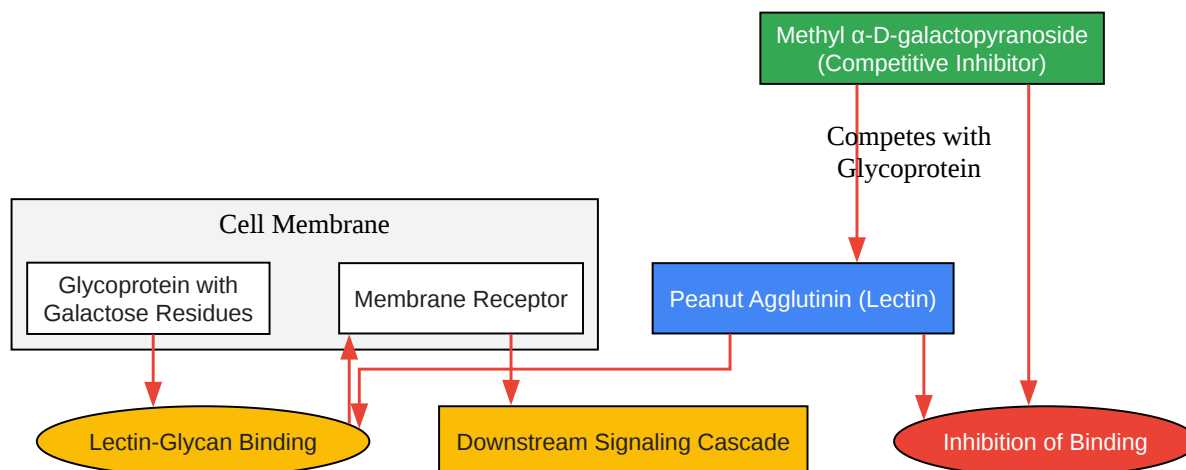 Methyl α-D-galactopyranoside
(Competitive Inhibitor)
Competes with
Glycoprotein
Cell Membrane
Glycoprotein with
Galactose Residues
Membrane Receptor
Peanut Agglutinin (Lectin)
Lectin-Glycan Binding
Downstream Signaling Cascade
Inhibition of Binding